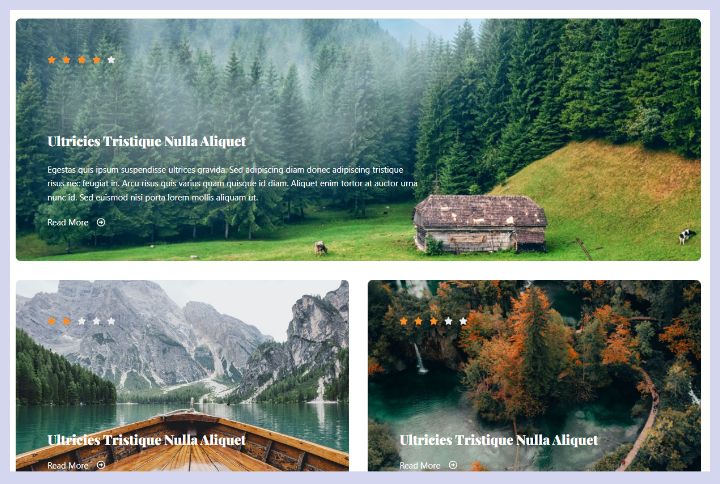 Ultricies Tristique Nulla Aliquet
Egestas quis ipsum suspendisse ultrices gravida. Sed adipiscing diam donec adipiscing tristique
risus nec feugiat in. Arcu risus quis varius quam quisque id diam. Aliquet enim tortor at auctor urna
nunc id. Sed euismod nisi porta lorem mollis aliquam ut.
Read More
Ultricies Tristique Nulla Aliquet
Read More
Ultricies Tristique Nulla Aliquet
Read More